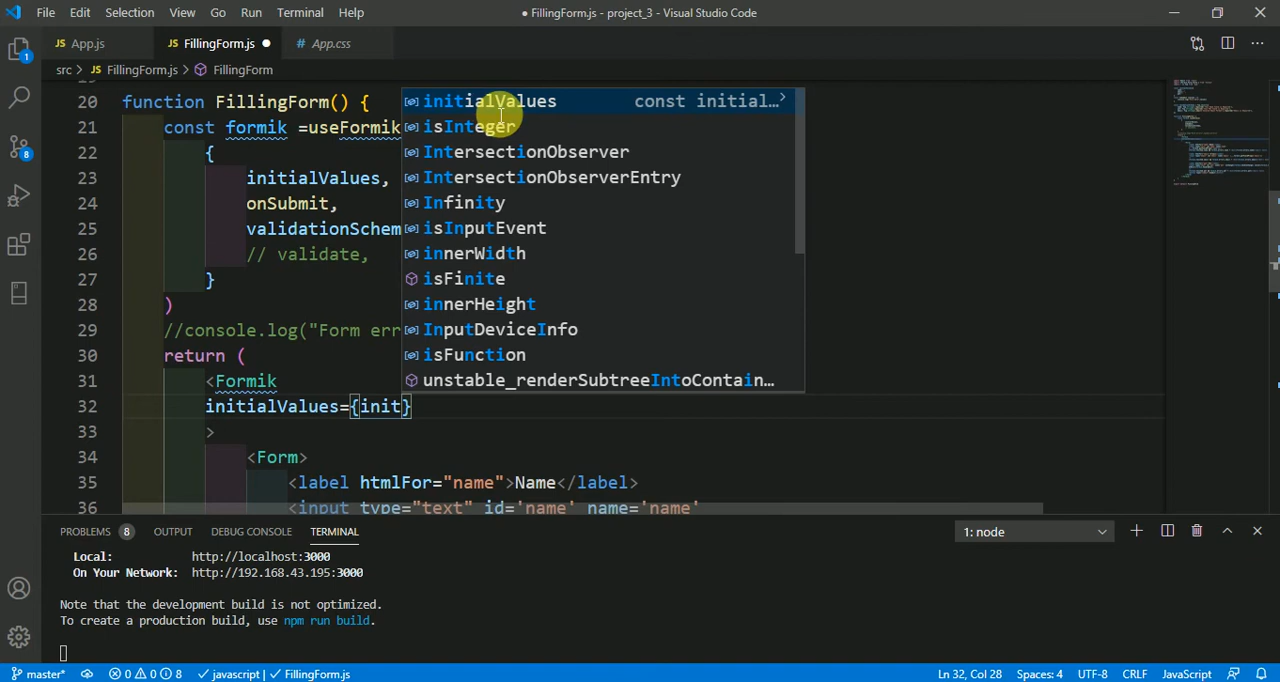 File Edit Selection View Go Run Terminal Help
● FillingForm.js - project_3 - Visual Studio Code
JS App.js
JS FillingForm.js ●
# App.css
src > JS FillingForm.js > FillingForm
20 function FillingForm() {
21 const formik =useFormik
22 {
23 initialValues,
24 onSubmit,
25 validationSchem
26 // validate,
27 }
28 )
29 //console.log("Form err
30 return (
31 <Formik
32 initialValues={init}
33 >
34 <Form>
35 <label htmlFor="name">Name</label>
36 <input type="text" id='name' name='name'
initialValues const initial…
isInteger
IntersectionObserver
IntersectionObserverEntry
Infinity
isInputEvent
innerWidth
isFinite
innerHeight
InputDeviceInfo
isFunction
unstable_renderSubtreeIntoContain…
1
8
PROBLEMS 8 OUTPUT DEBUG CONSOLE TERMINAL
1: node
Local: http://localhost:3000
On Your Network: http://192.168.43.195:3000
Note that the development build is not optimized.
To create a production build, use npm run build.
master* 0 0 8 javascript | FillingForm.js
Ln 32, Col 28 Spaces: 4 UTF-8 CRLF JavaScript